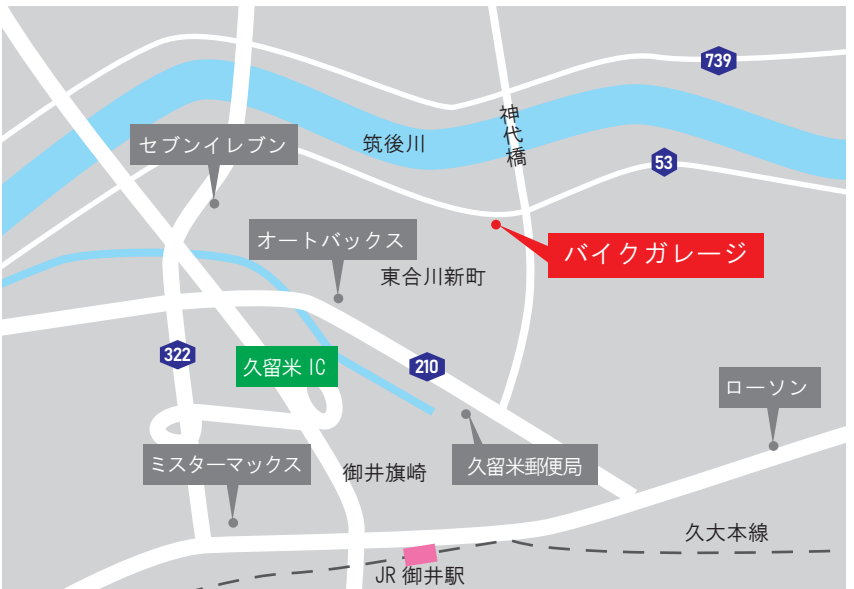 739
神代橋
セブンイレブン
筑後川
53
オートバックス
バイクガレージ
東合川新町
322
久留米 IC
210
ローソン
ミスターマックス
御井旗崎
久留米郵便局
久大本線
JR 御井駅